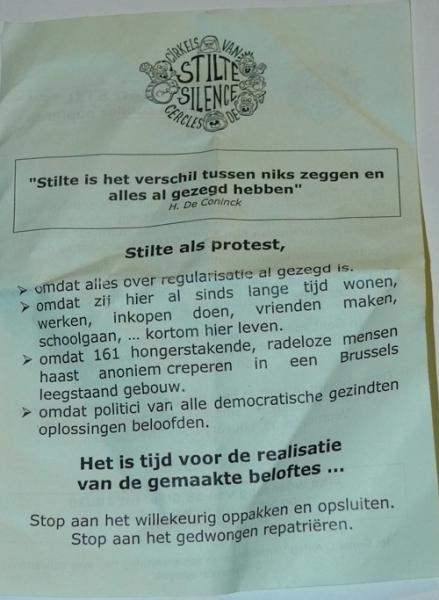 CIRKELS VAN
STILTE
SILENCE
CERCLES DE
"Stilte is het verschil tussen niks zeggen en
alles al gezegd hebben"
H. De Coninck
Stilte als protest,
➤ omdat alles over regularisatie al gezegd is.
➤ omdat zij hier al sinds lange tijd wonen,
werken, inkopen doen, vrienden maken,
schoolgaan, ... kortom hier leven.
➤ omdat 161 hongerstakende, radeloze mensen
haast anoniem creperen in een Brussels
leegstaand gebouw.
➤ omdat politici van alle democratische gezindten
oplossingen beloofden.
Het is tijd voor de realisatie
van de gemaakte beloftes ...
Stop aan het willekeurig oppakken en opsluiten.
Stop aan het gedwongen repatriëren.